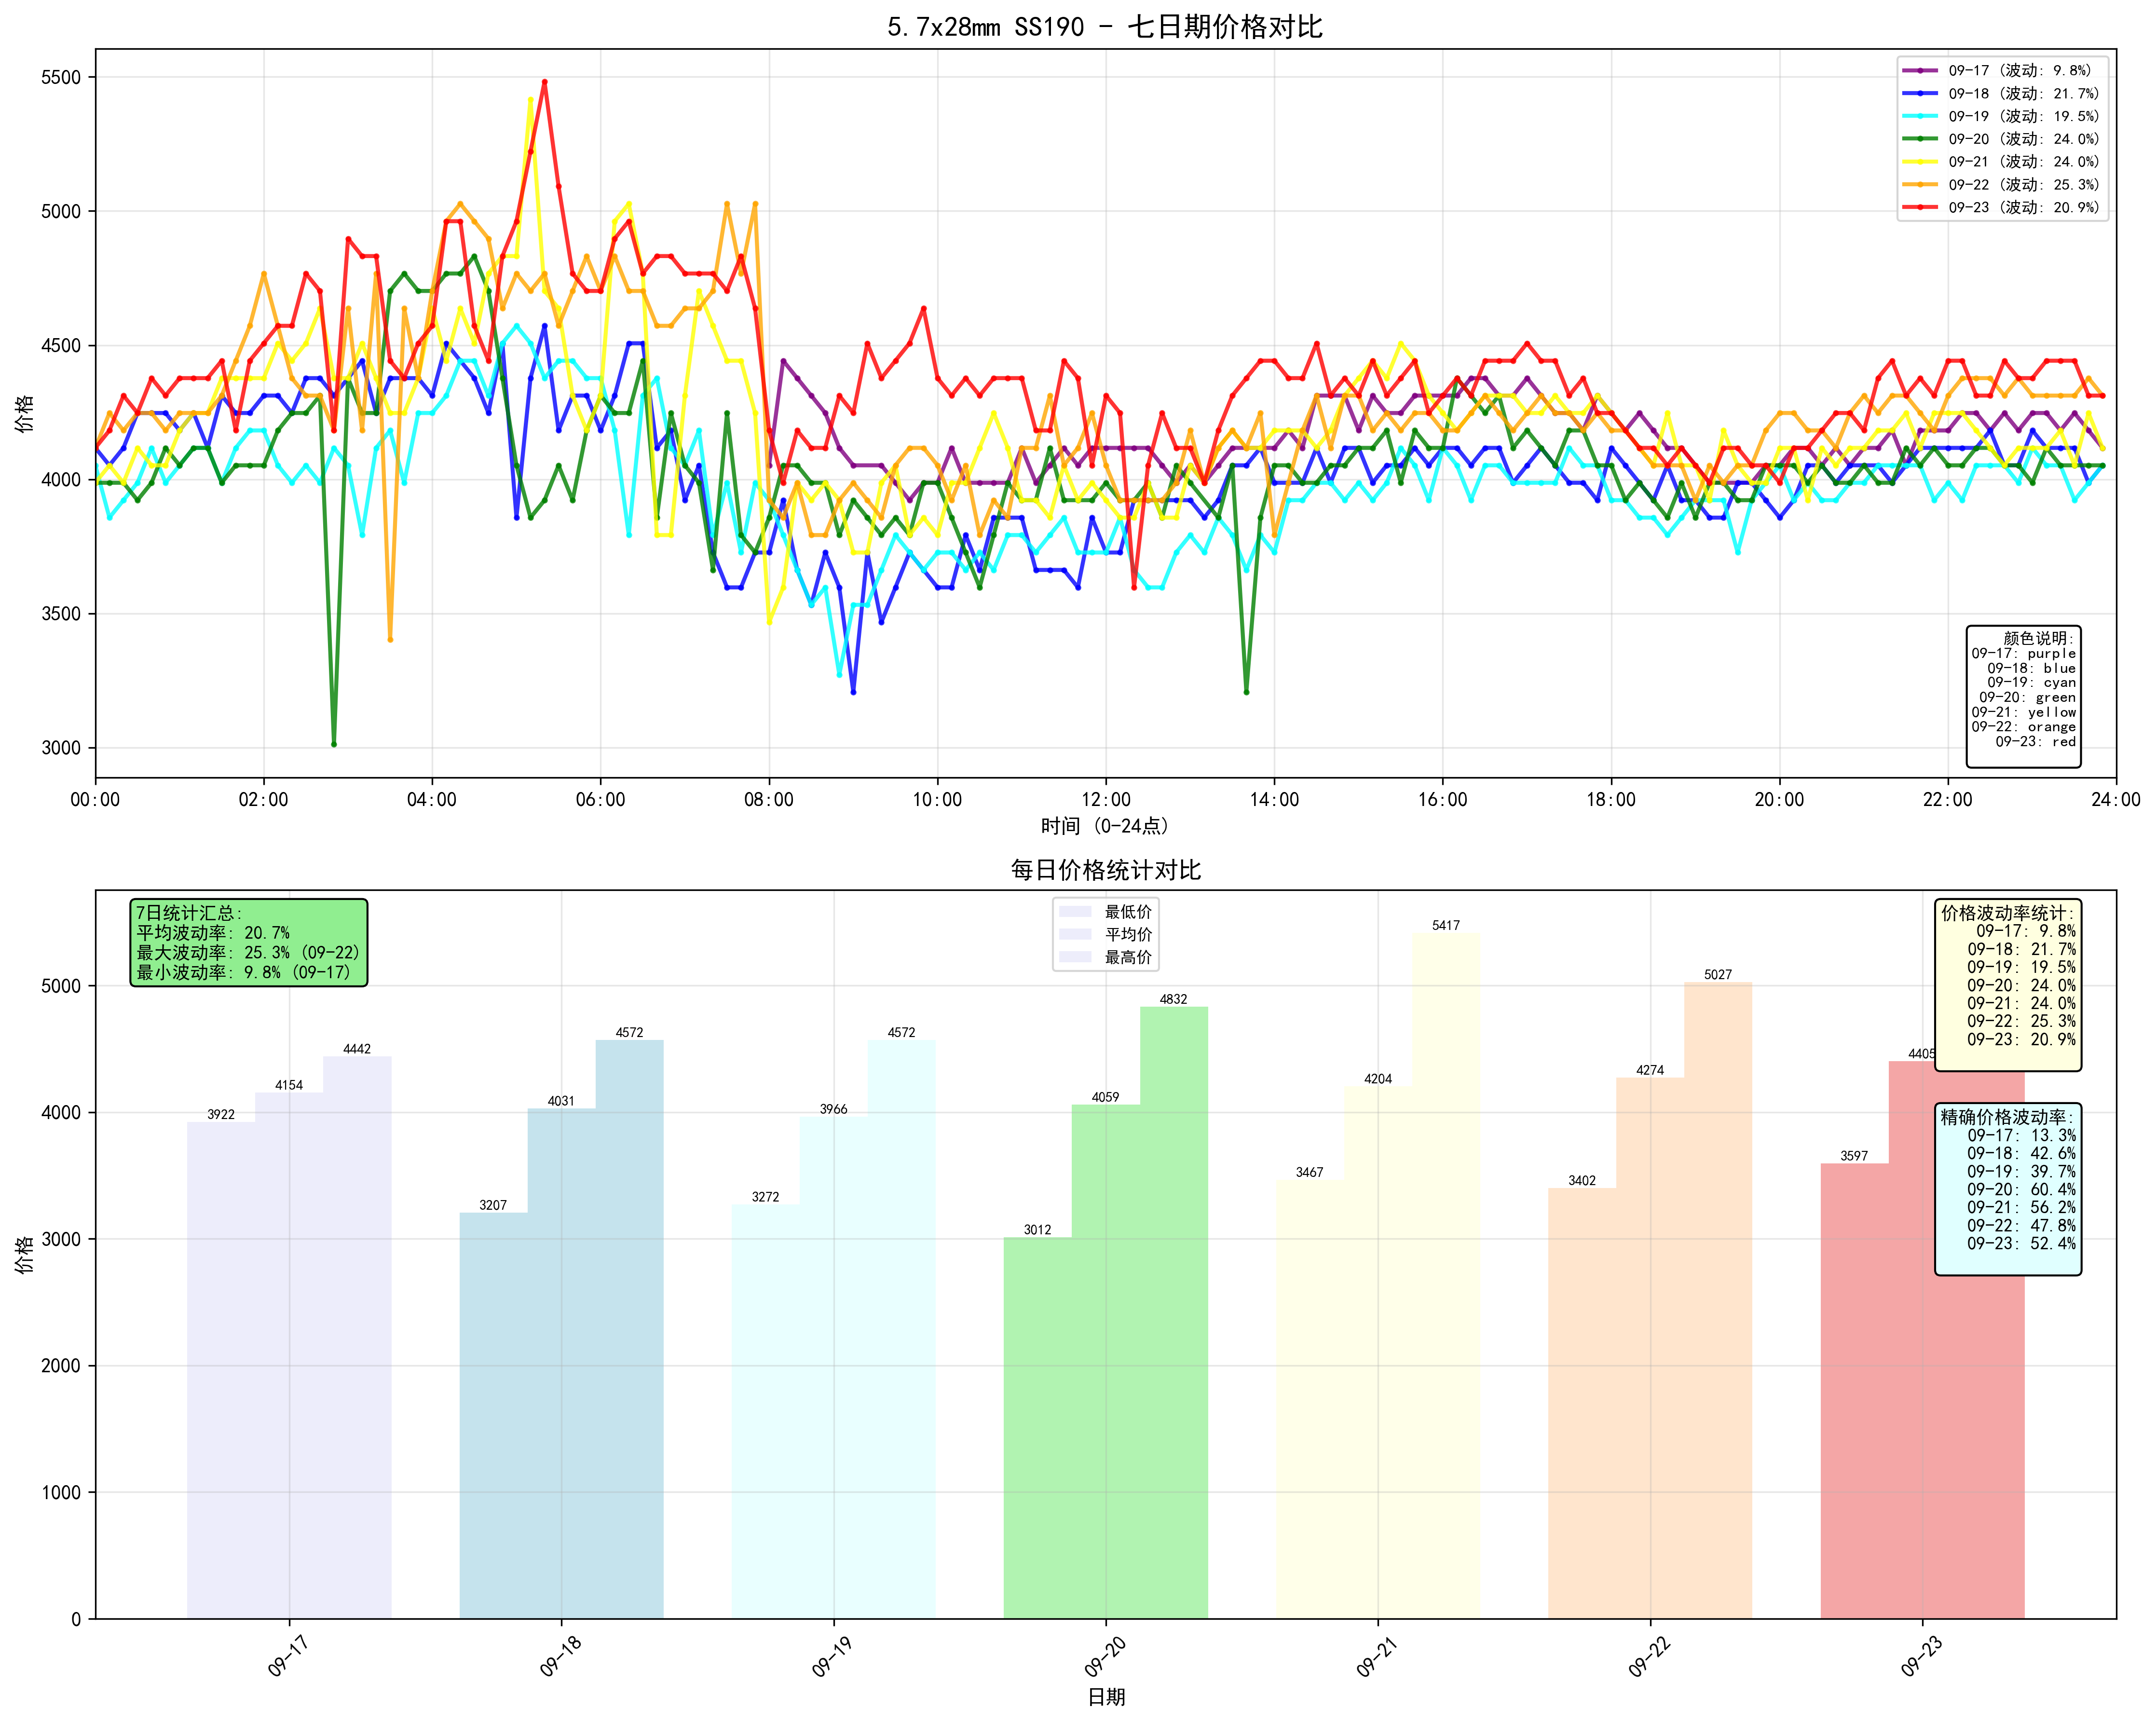 5.7x28mm SS190 - 七日期价格对比
价格
5500
5000
4500
4000
3500
3000
09-17 (波动: 9.8%)
09-18 (波动: 21.7%)
09-19 (波动: 19.5%)
09-20 (波动: 24.0%)
09-21 (波动: 24.0%)
09-22 (波动: 25.3%)
09-23 (波动: 20.9%)
颜色说明:
09-17: purple
09-18: blue
09-19: cyan
09-20: green
09-21: yellow
09-22: orange
09-23: red
00:00 02:00 04:00 06:00 08:00 10:00 12:00 14:00 16:00 18:00 20:00 22:00 24:00
时间 (0-24点)
每日价格统计对比
价格
5000
4000
3000
2000
1000
0
7日统计汇总:
平均波动率: 20.7%
最大波动率: 25.3% (09-22)
最小波动率: 9.8% (09-17)
最低价
平均价
最高价
价格波动率统计:
09-17: 9.8%
09-18: 21.7%
09-19: 19.5%
09-20: 24.0%
09-21: 24.0%
09-22: 25.3%
09-23: 20.9%
精确价格波动率:
09-17: 13.3%
09-18: 42.6%
09-19: 39.7%
09-20: 60.4%
09-21: 56.2%
09-22: 47.8%
09-23: 52.4%
3922 4154 4442
3207 4031 4572
3272 3966 4572
3012 4059 4832
3467 4204 5417
3402 4274 5027
3597 4405
09-17 09-18 09-19 09-20 09-21 09-22 09-23
日期